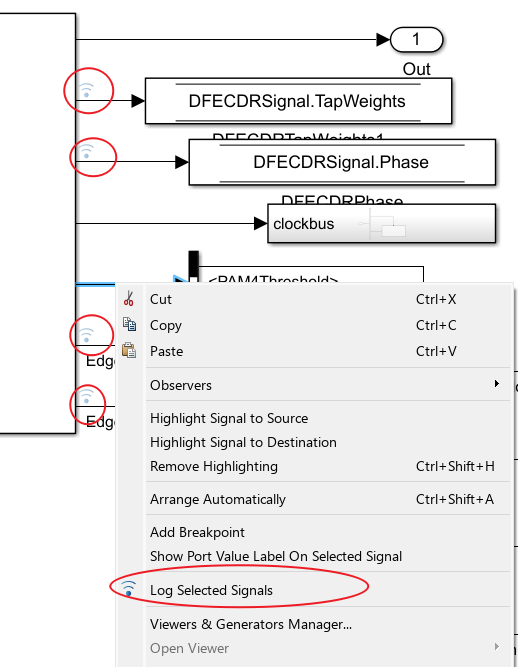 1
Out
DFECDRSignal.TapWeights
DFECDRTapWeights1
DFECDRSignal.Phase
DFECDRPhase
clockbus
<PAM4Threshold>
Cut Ctrl+X
Copy Ctrl+C
Paste Ctrl+V
Edge
Observers
Edge
Highlight Signal to Source
Highlight Signal to Destination
Remove Highlighting Ctrl+Shift+H
Arrange Automatically Ctrl+Shift+A
Add Breakpoint
Show Port Value Label On Selected Signal
Log Selected Signals
Viewers & Generators Manager...
Open Viewer